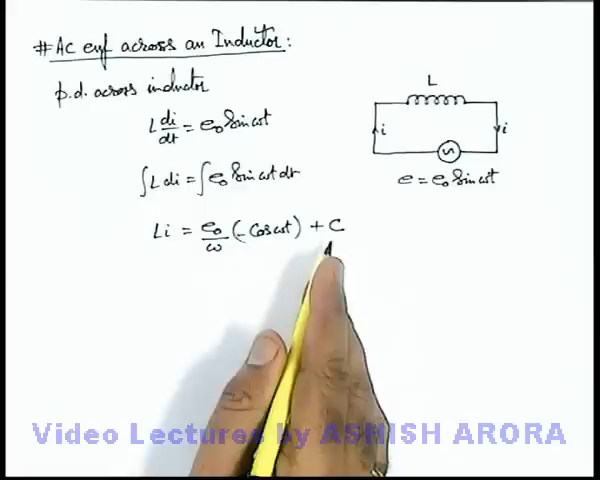 # AC emf across an Inductor:
p.d. across inductor
L di/dt = e₀ Sin ωt
∫ L di = ∫ e₀ Sin ωt dt
Li = e₀/ω (- Cos ωt) + C
L
i
i
e = e₀ Sin ωt
Video Lectures by ASHISH ARORA